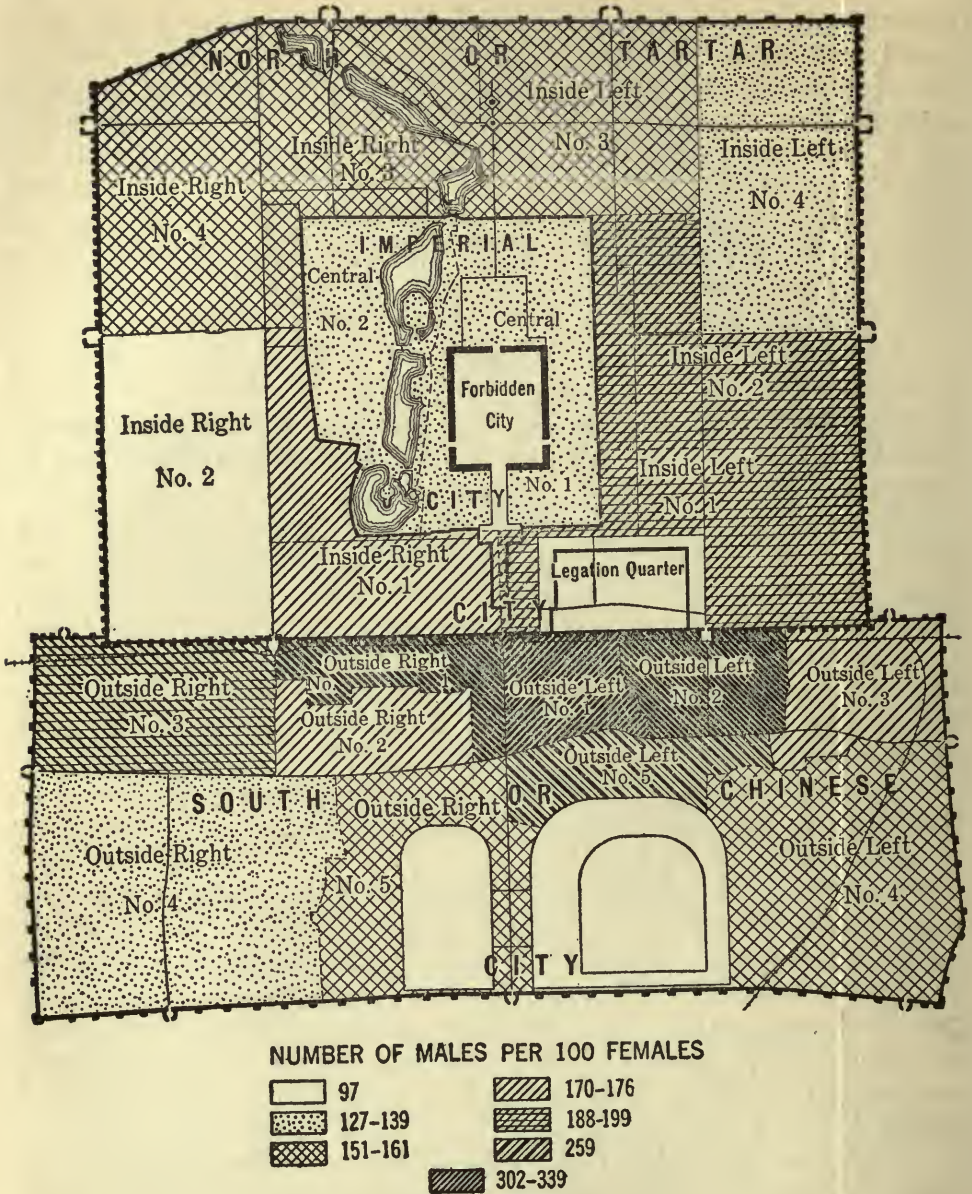 NORTH OR TARTAR
Inside Left
No. 3
Inside Right
No. 3
Inside Left
No. 4
Inside Right
No. 4
IMPERIAL
Central
No. 2
Central
Inside Left
No. 2
Forbidden
City
Inside Right
No. 2
Inside Left
No. 1
No. 1
CITY
Inside Right
No. 1
Legation Quarter
CITY
Outside Right
No. 1
Outside Left
No. 1
Outside Left
No. 2
Outside Left
No. 3
Outside Right
No. 3
Outside Right
No. 2
Outside Left
No. 5
SOUTH OR CHINESE
Outside Right
No. 5
Outside Right
No. 4
Outside Left
No. 4
CITY
NUMBER OF MALES PER 100 FEMALES
97
170-176
127-139
188-199
151-161
259
302-339